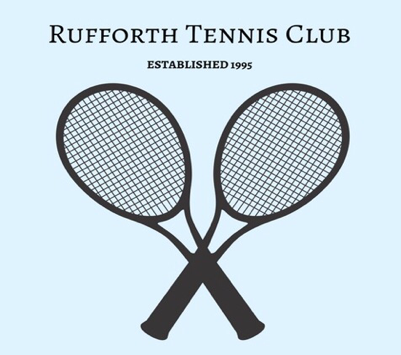 Rufforth Tennis Club
ESTABLISHED 1995